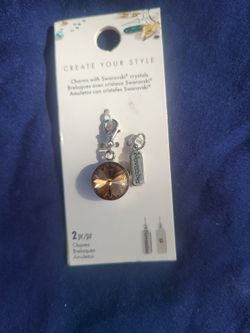 CREATE YOUR STYLE
Charms with Swarovski® crystals
Breloques avec cristaux Swarovski®
Amuletos con cristales Swarovski®
2 pc/pz
Charms
Breloques
Amuletos